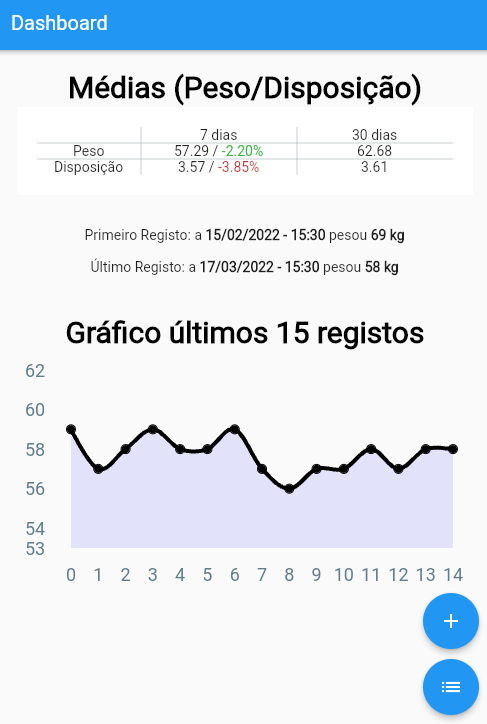 Dashboard
Médias (Peso/Disposição)
7 dias 30 dias
Peso 57.29 / -2.20% 62.68
Disposição 3.57 / -3.85% 3.61
Primeiro Registo: a 15/02/2022 - 15:30 pesou 69 kg
Último Registo: a 17/03/2022 - 15:30 pesou 58 kg
Gráfico últimos 15 registos
62
60
58
56
54
53
0 1 2 3 4 5 6 7 8 9 10 11 12 13 14